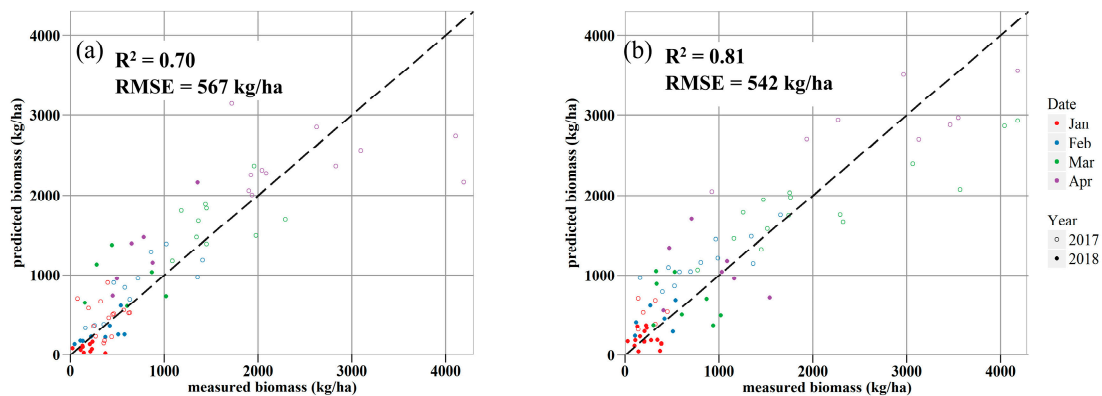 (a)
R² = 0.70
RMSE = 567 kg/ha
predicted biomass (kg/ha)
4000
3000
2000
1000
0
0 1000 2000 3000 4000
measured biomass (kg/ha)
(b)
R² = 0.81
RMSE = 542 kg/ha
predicted biomass (kg/ha)
4000
3000
2000
1000
0
0 1000 2000 3000 4000
measured biomass (kg/ha)
Date
Jan
Feb
Mar
Apr
Year
2017
2018